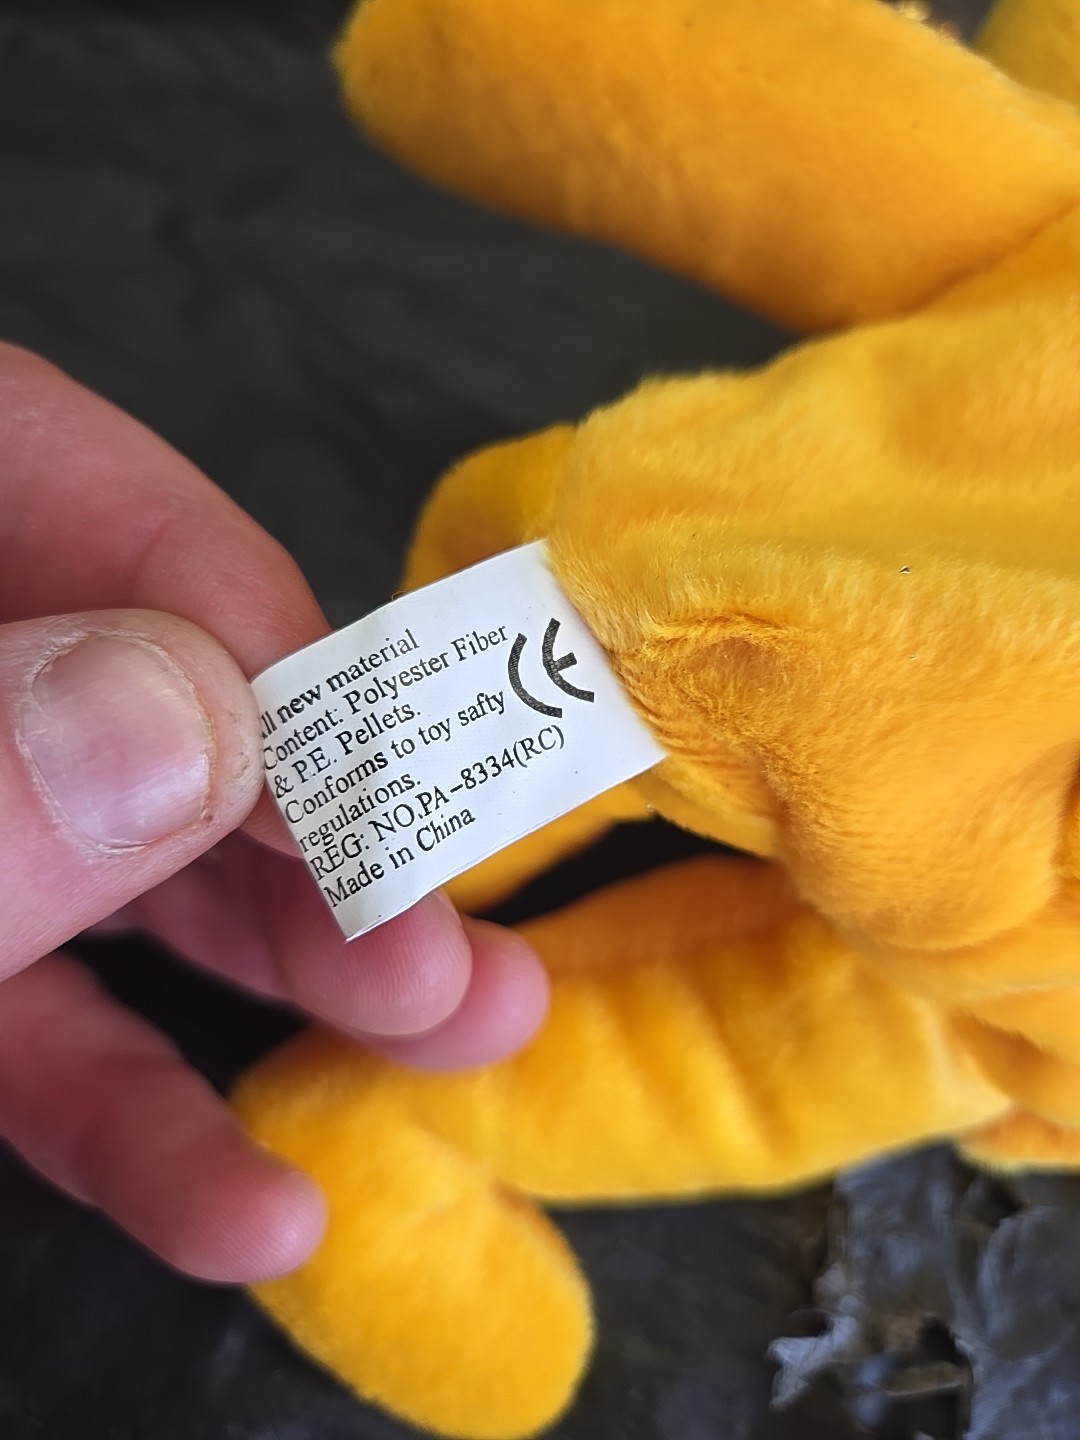 All new material
Content: Polyester Fiber
& P.E. Pellets.
Conforms to toy safty
regulations.
REG: NO.PA-8334(RC)
Made in China
CE